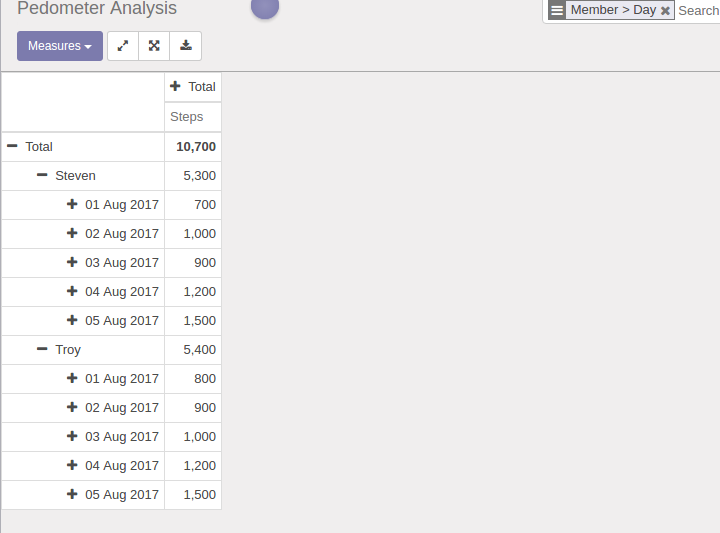 Pedometer Analysis
Member > Day Search
Measures
Total
Steps
Total 10,700
Steven 5,300
01 Aug 2017 700
02 Aug 2017 1,000
03 Aug 2017 900
04 Aug 2017 1,200
05 Aug 2017 1,500
Troy 5,400
01 Aug 2017 800
02 Aug 2017 900
03 Aug 2017 1,000
04 Aug 2017 1,200
05 Aug 2017 1,500